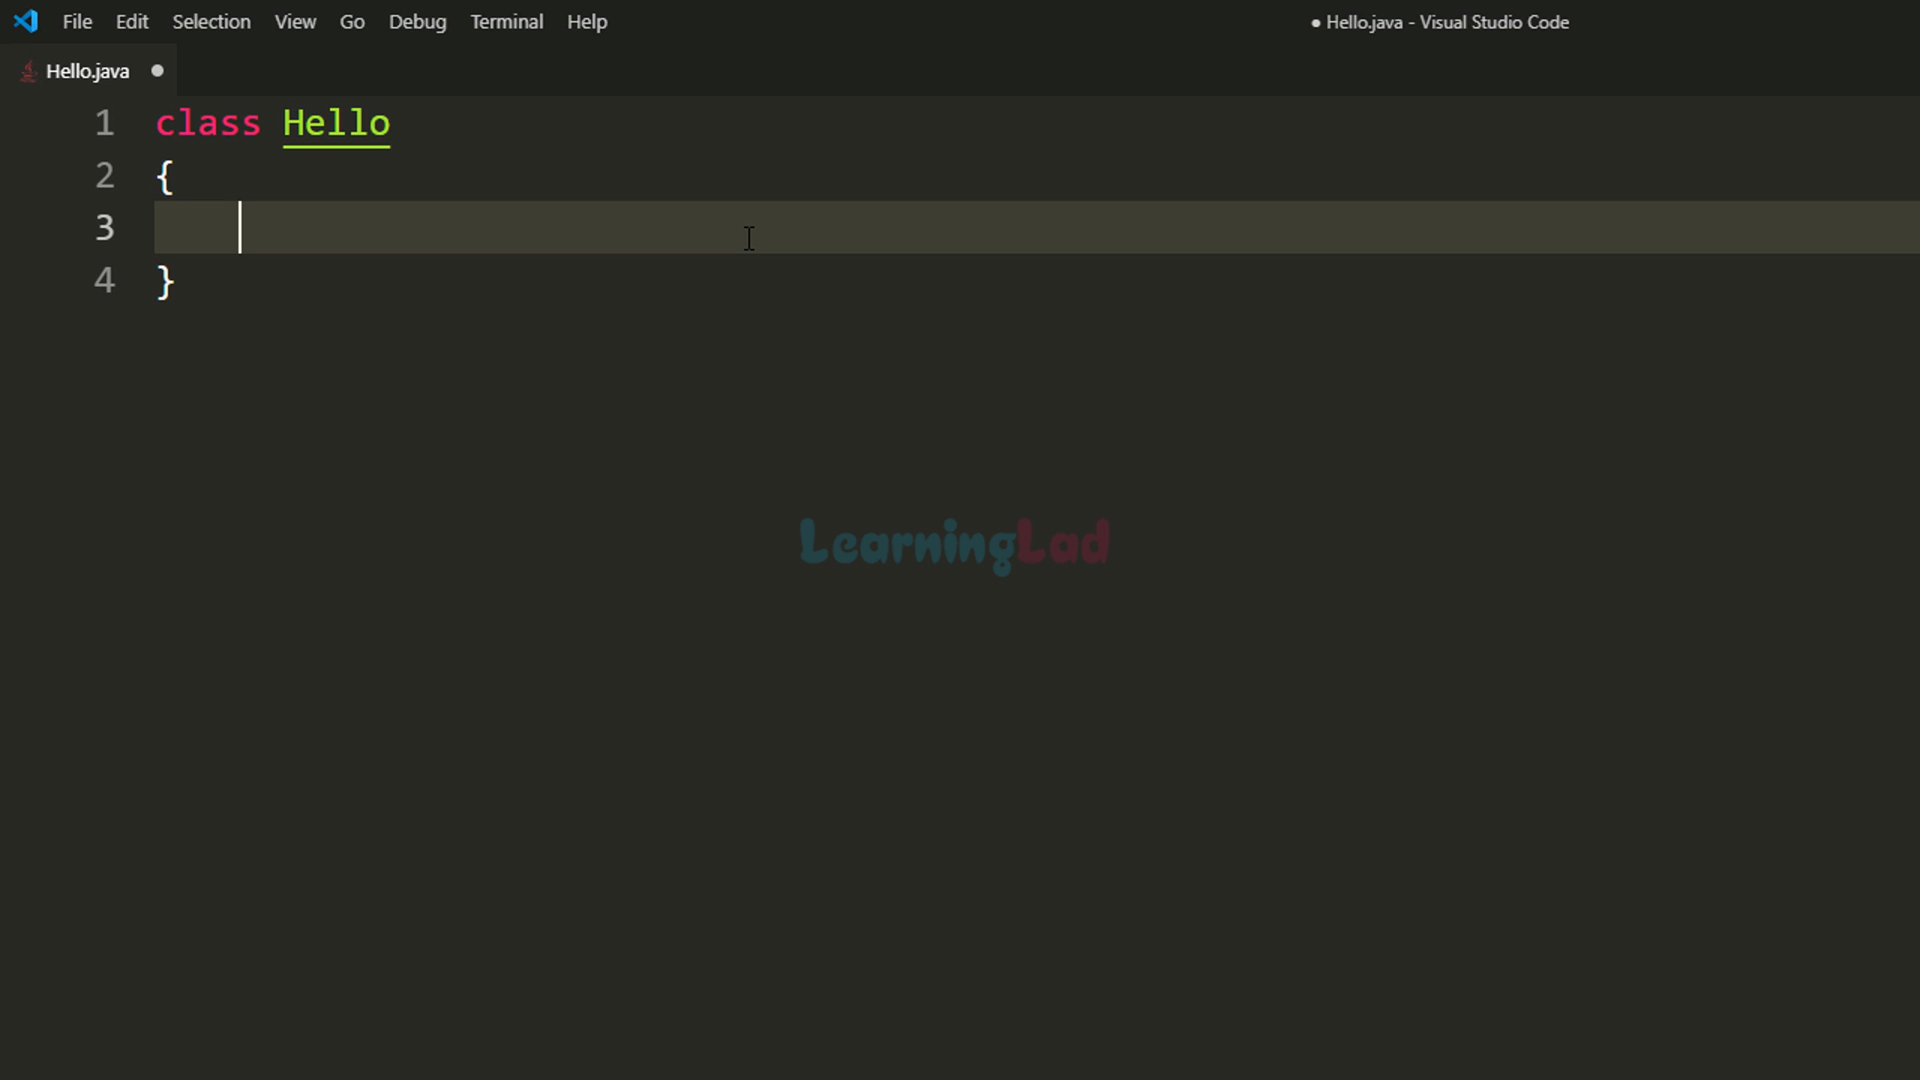 File Edit Selection View Go Debug Terminal Help
● Hello.java - Visual Studio Code
Hello.java ●
1 class Hello
2 {
3
4 }
LearningLad